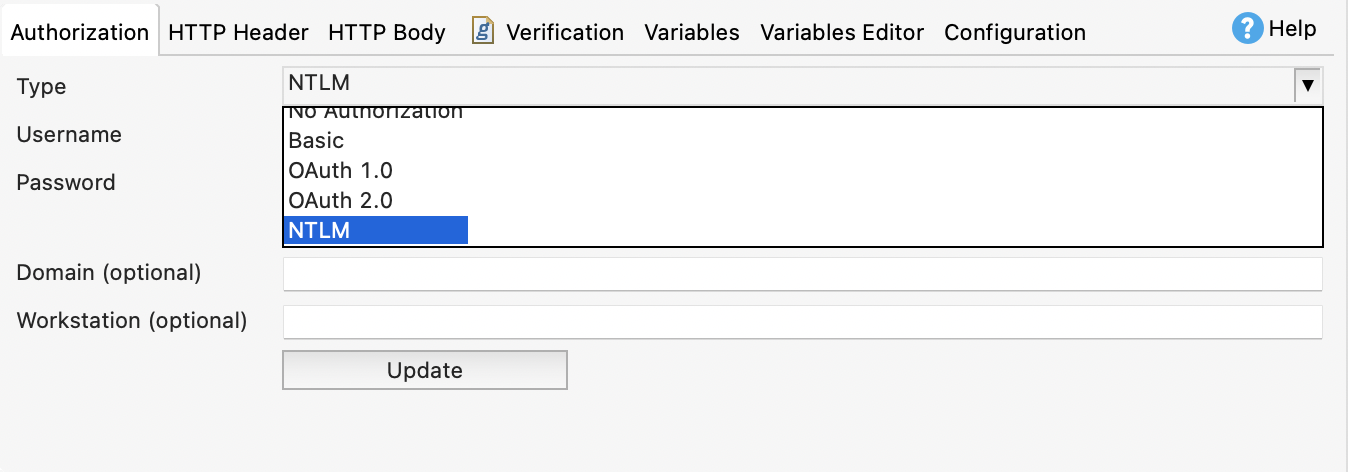 Authorization HTTP Header HTTP Body Verification Variables Variables Editor Configuration Help
Type NTLM
No Authorization
Username
Basic
OAuth 1.0
Password
OAuth 2.0
NTLM
Domain (optional)
Workstation (optional)
Update